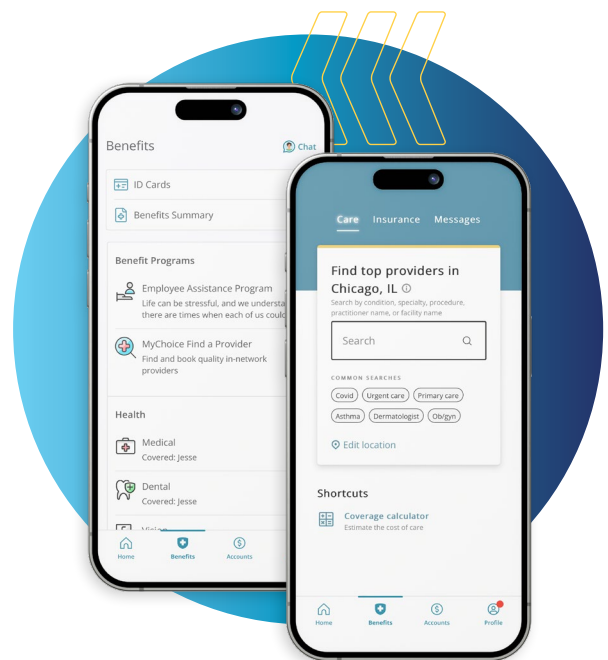 Benefits
Chat
ID Cards
Benefits Summary
Benefit Programs
Employee Assistance Program
Life can be stressful, and we understa
there are times when each of us could
MyChoice Find a Provider
Find and book quality in-network
providers
Health
Medical
Covered: Jesse
Dental
Covered: Jesse
Home
Benefits
Accounts
Care Insurance Messages
Find top providers in
Chicago, IL
Search by condition, specialty, procedure,
practitioner name, or facility name
Search
COMMON SEARCHES
Covid Urgent care Primary care
Asthma Dermatologist Ob/gyn
Edit location
Shortcuts
Coverage calculator
Estimate the cost of care
Home Benefits Accounts Profile